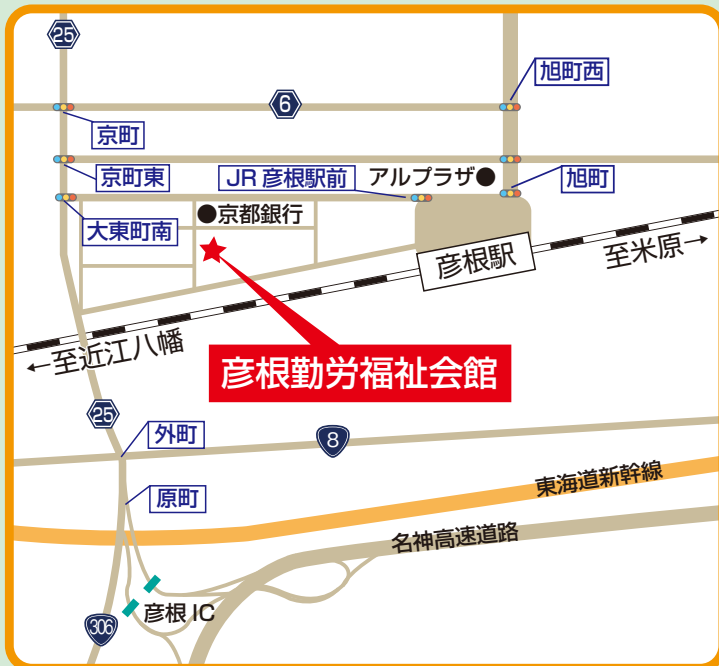 25
旭町西
6
京町
京町東
JR 彦根駅前
アルプラザ●
旭町
●京都銀行
大東町南
彦根駅
至米原→
←至近江八幡
彦根勤労福祉会館
25
外町
8
原町
東海道新幹線
名神高速道路
彦根 IC
306